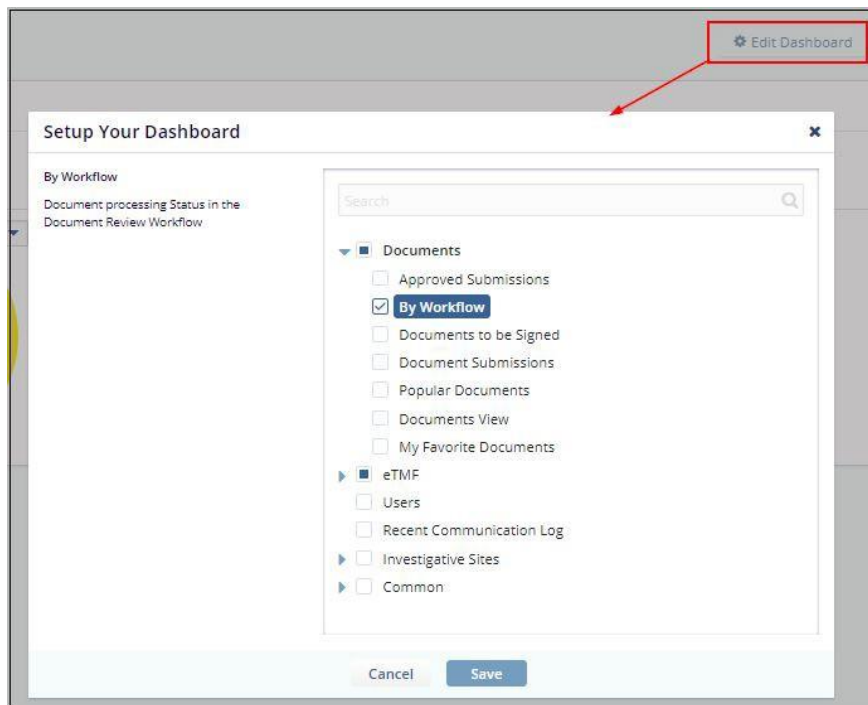 Edit Dashboard
Setup Your Dashboard
By Workflow
Document processing Status in the
Document Review Workflow
Search
Documents
Approved Submissions
By Workflow
Documents to be Signed
Document Submissions
Popular Documents
Documents View
My Favorite Documents
eTMF
Users
Recent Communication Log
Investigative Sites
Common
Cancel
Save